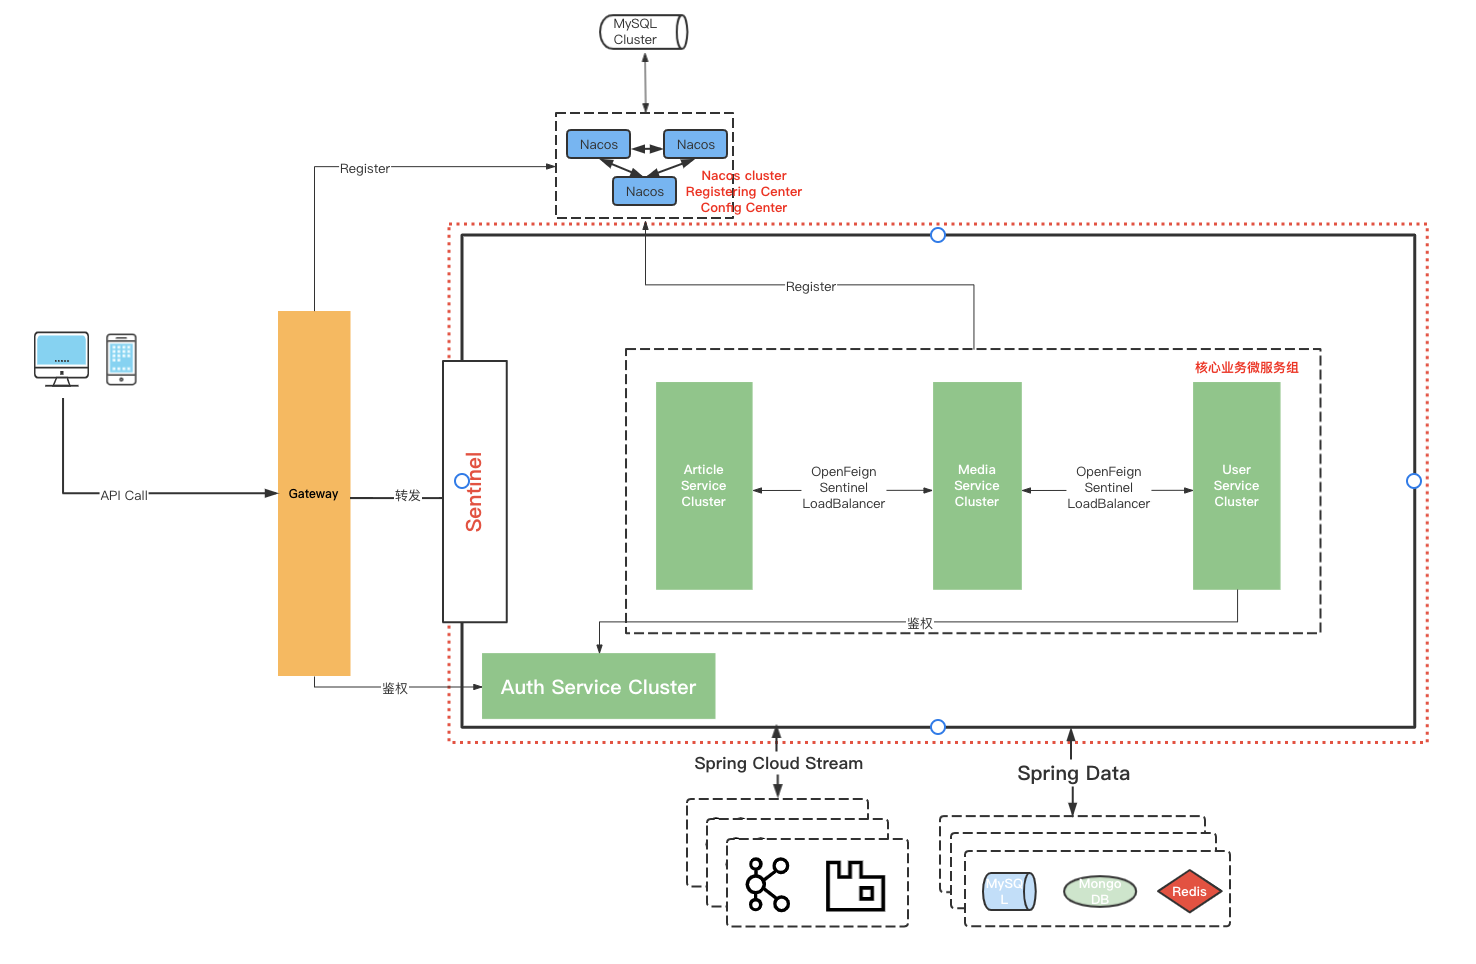 MySQL
Cluster
Nacos
Nacos
Nacos
Nacos cluster
Registering Center
Config Center
Register
Register
核心业务微服务组
Article
Service
Cluster
OpenFeign
Sentinel
LoadBalancer
Media
Service
Cluster
OpenFeign
Sentinel
LoadBalancer
User
Service
Cluster
API Call
Gateway
转发
Sentinel
鉴权
鉴权
Auth Service Cluster
Spring Cloud Stream
Spring Data
MySQ
L
Mongo
DB
Redis